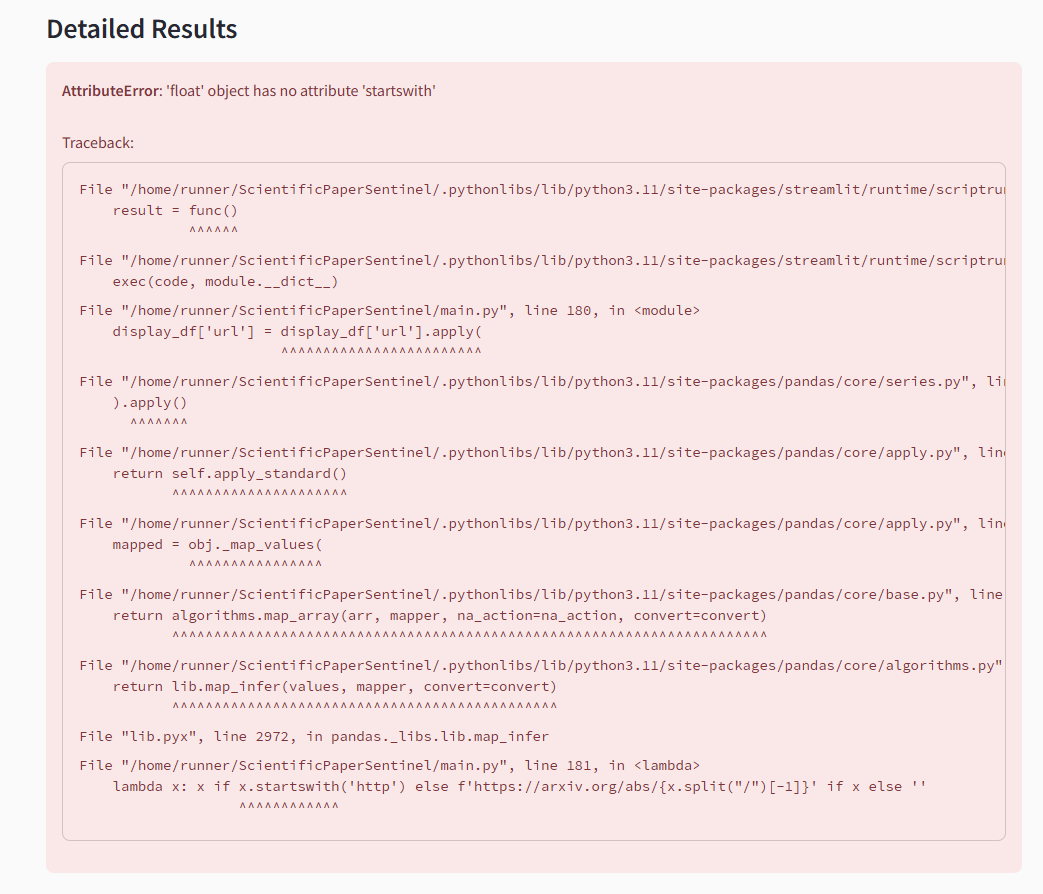 Detailed Results
AttributeError: 'float' object has no attribute 'startswith'
Traceback:
File "/home/runner/ScientificPaperSentinel/.pythonlibs/lib/python3.11/site-packages/streamlit/runtime/scriptru
result = func()
^^^^^^
File "/home/runner/ScientificPaperSentinel/.pythonlibs/lib/python3.11/site-packages/streamlit/runtime/scriptru
exec(code, module.__dict__)
File "/home/runner/ScientificPaperSentinel/main.py", line 180, in <module>
display_df['url'] = display_df['url'].apply(
^^^^^^^^^^^^^^^^^^^^^^^^
File "/home/runner/ScientificPaperSentinel/.pythonlibs/lib/python3.11/site-packages/pandas/core/series.py", lin
).apply()
^^^^^^^
File "/home/runner/ScientificPaperSentinel/.pythonlibs/lib/python3.11/site-packages/pandas/core/apply.py", line
return self.apply_standard()
^^^^^^^^^^^^^^^^^^^^^
File "/home/runner/ScientificPaperSentinel/.pythonlibs/lib/python3.11/site-packages/pandas/core/apply.py", line
mapped = obj._map_values(
^^^^^^^^^^^^^^^^
File "/home/runner/ScientificPaperSentinel/.pythonlibs/lib/python3.11/site-packages/pandas/core/base.py", line
return algorithms.map_array(arr, mapper, na_action=na_action, convert=convert)
^^^^^^^^^^^^^^^^^^^^^^^^^^^^^^^^^^^^^^^^^^^^^^^^^^^^^^^^^^^^^^^^^^^^^^^
File "/home/runner/ScientificPaperSentinel/.pythonlibs/lib/python3.11/site-packages/pandas/core/algorithms.py"
return lib.map_infer(values, mapper, convert=convert)
^^^^^^^^^^^^^^^^^^^^^^^^^^^^^^^^^^^^^^^^^^^^^^
File "lib.pyx", line 2972, in pandas._libs.lib.map_infer
File "/home/runner/ScientificPaperSentinel/main.py", line 181, in <lambda>
lambda x: x if x.startswith('http') else f'https://arxiv.org/abs/{x.split("/")[-1]}' if x else ''
^^^^^^^^^^^^